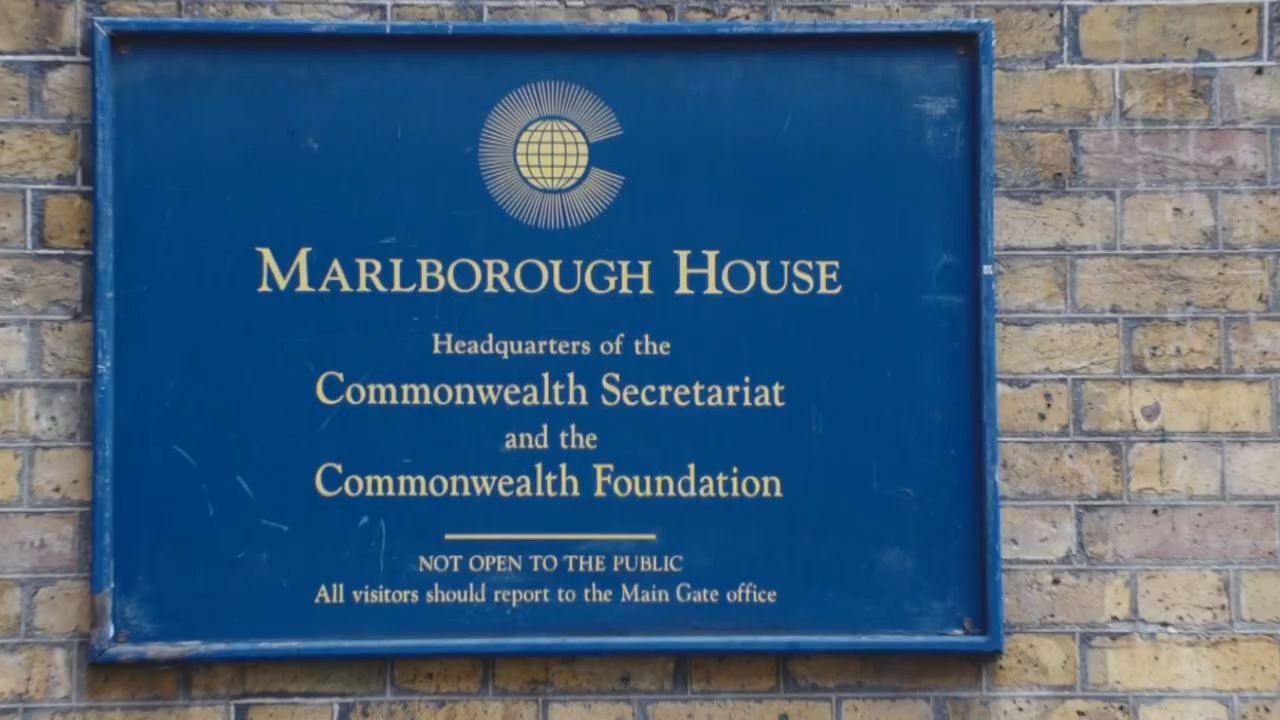 MARLBOROUGH HOUSE
Headquarters of the
Commonwealth Secretariat
and the
Commonwealth Foundation
NOT OPEN TO THE PUBLIC
All visitors should report to the Main Gate office